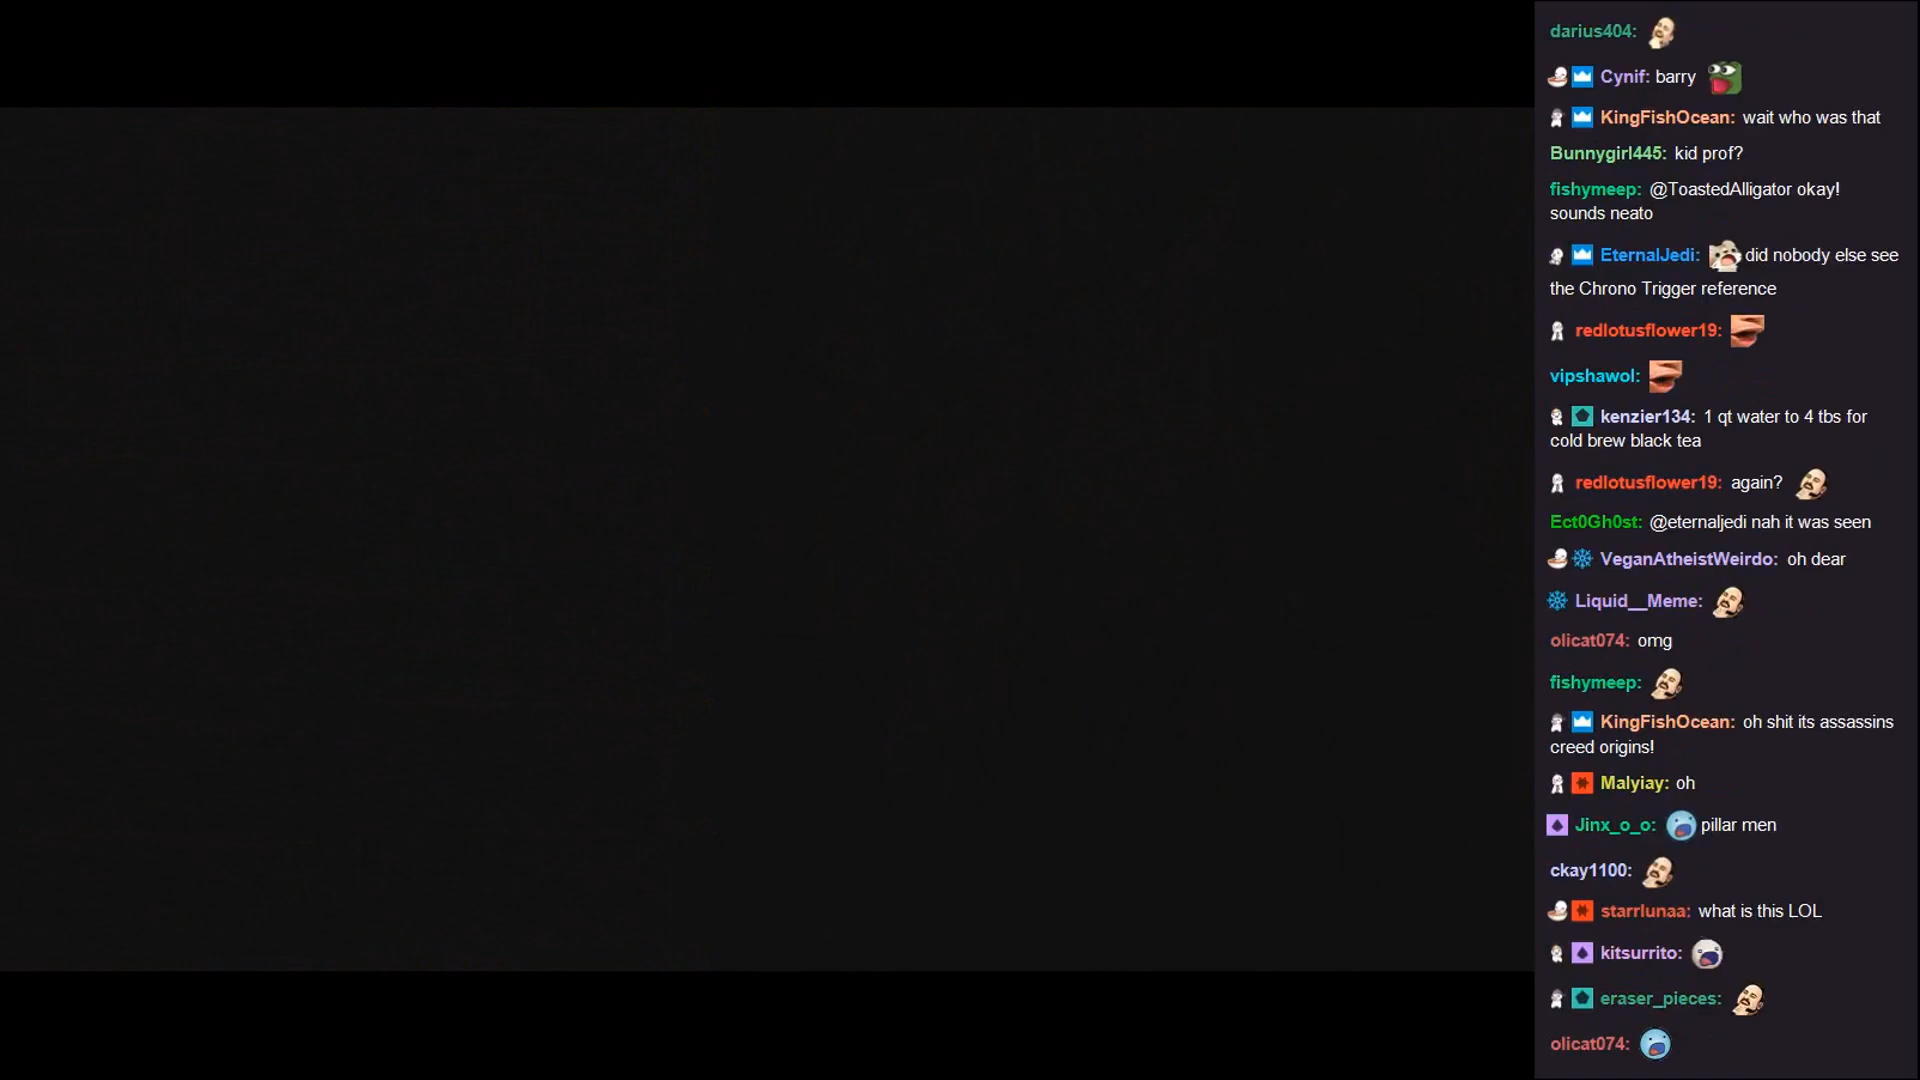 darius404:
Cynif: barry
KingFishOcean: wait who was that
Bunnygirl445: kid prof?
fishymeep: @ToastedAlligator okay!
sounds neato
EternalJedi: did nobody else see
the Chrono Trigger reference
redlotusflower19:
vipshawol:
kenzier134: 1 qt water to 4 tbs for
cold brew black tea
redlotusflower19: again?
Ect0Gh0st: @eternaljedi nah it was seen
VeganAtheistWeirdo: oh dear
Liquid__Meme:
olicat074: omg
fishymeep:
KingFishOcean: oh shit its assassins
creed origins!
Malyiay: oh
Jinx_o_o: pillar men
ckay1100:
starrlunaa: what is this LOL
kitsurrito:
eraser_pieces:
olicat074: